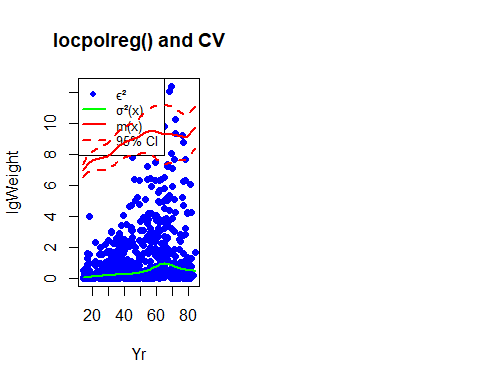 locpolreg() and CV
ϵ²
σ²(x)
m(x)
95% CI
lgWeight
0
2
4
6
8
10
20
40
60
80
Yr